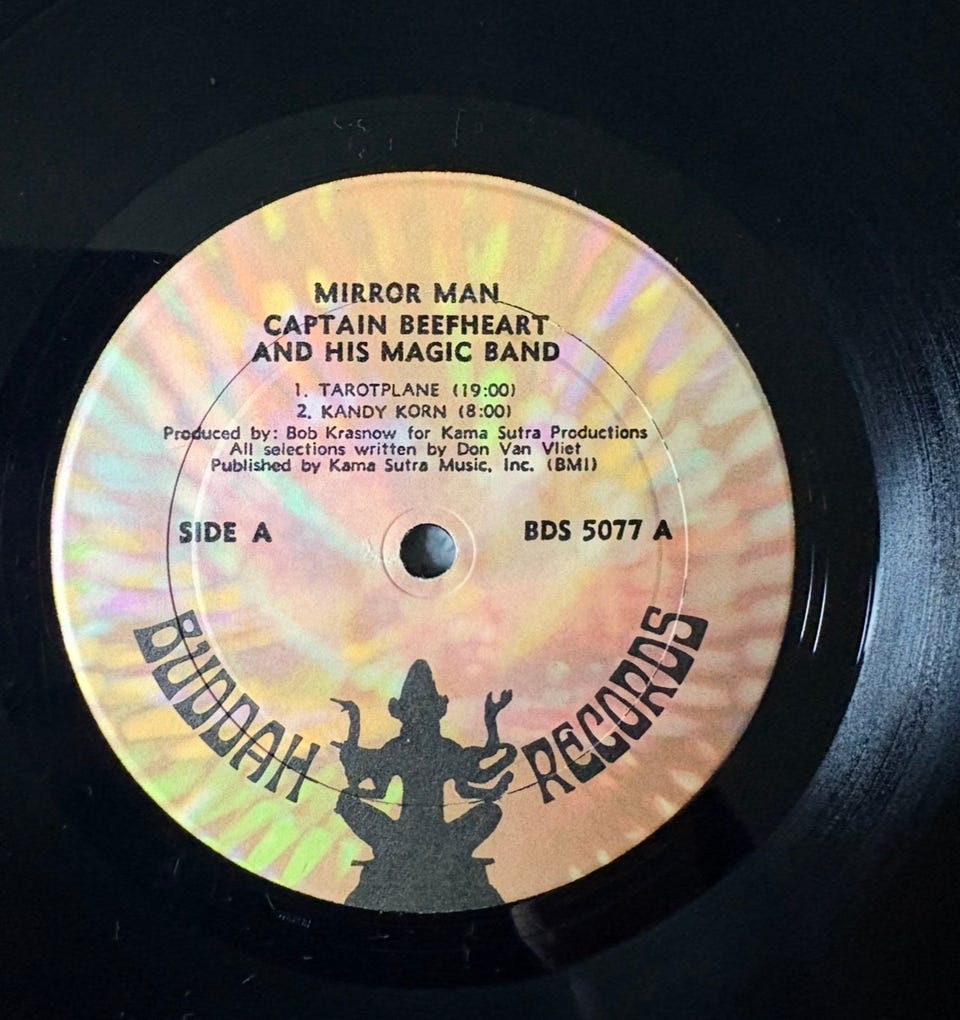 MIRROR MAN
CAPTAIN BEEFHEART
AND HIS MAGIC BAND
1. TAROTPLANE (19:00)
2. KANDY KORN (8:00)
Produced by: Bob Krasnow for Kama Sutra Productions
All selections written by Don Van Vliet
Published by Kama Sutra Music, Inc. (BMI)
SIDE A
BDS 5077 A
BUDDAH RECORDS